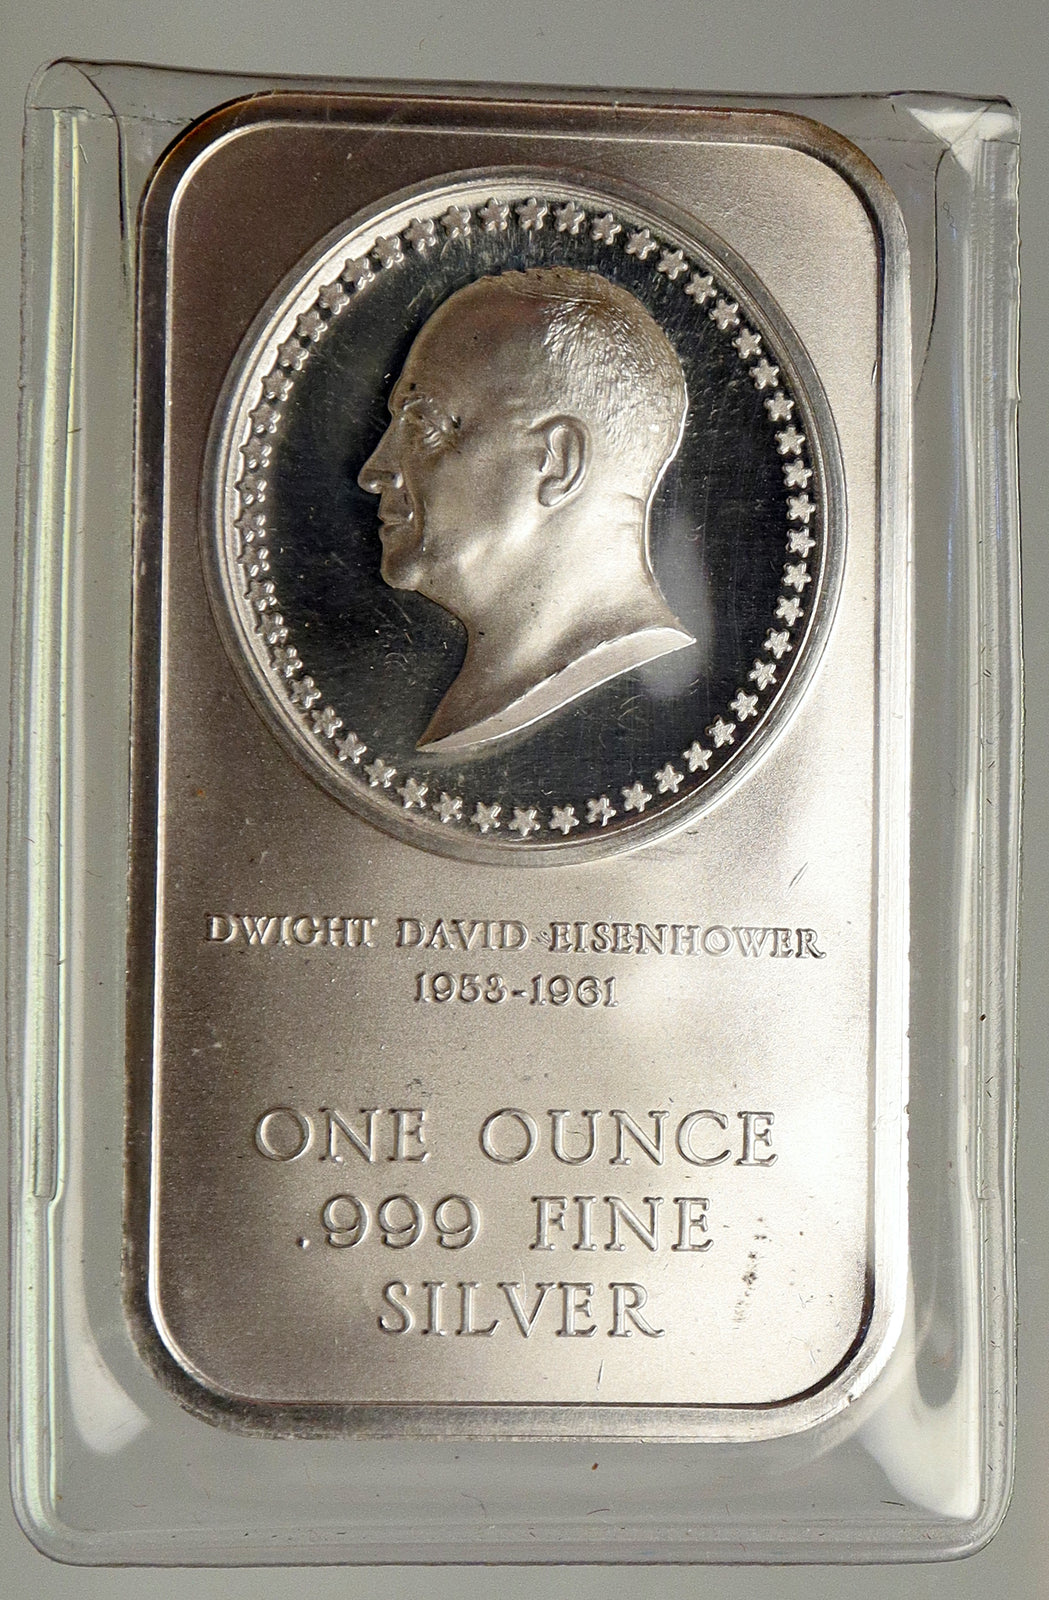 DWIGHT DAVID EISENHOWER
1953-1961
ONE OUNCE
.999 FINE
SILVER